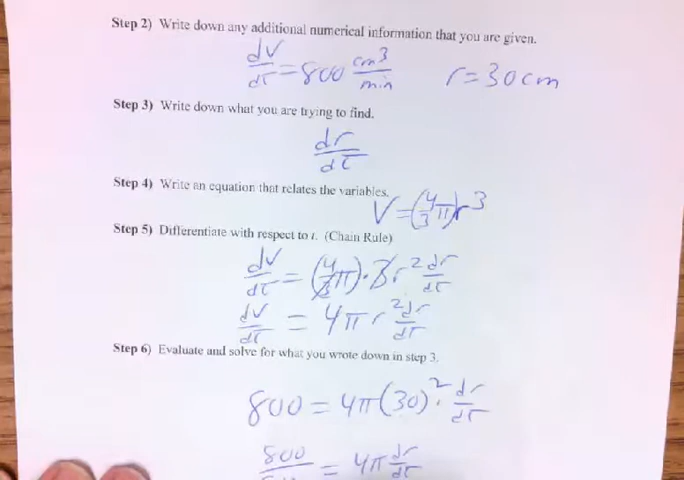 Step 2) Write down any additional numerical information that you are given.
dV/dt = 800 cm³/min r = 30 cm
Step 3) Write down what you are trying to find.
dr/dt
Step 4) Write an equation that relates the variables.
V = (4/3 π) r³
Step 5) Differentiate with respect to t. (Chain Rule)
dV/dt = (4/3 π) · 3r² dr/dt
dV/dt = 4πr² dr/dt
Step 6) Evaluate and solve for what you wrote down in step 3.
800 = 4π(30)² · dr/dt
800 = 4π dr/dt